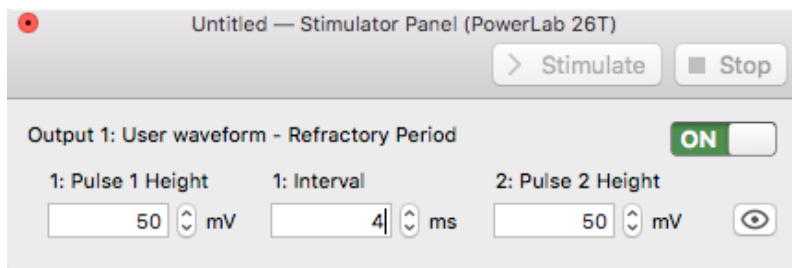 Untitled — Stimulator Panel (PowerLab 26T)
Stimulate Stop
Output 1: User waveform - Refractory Period ON
1: Pulse 1 Height 1: Interval 2: Pulse 2 Height
50 mV 4 ms 50 mV